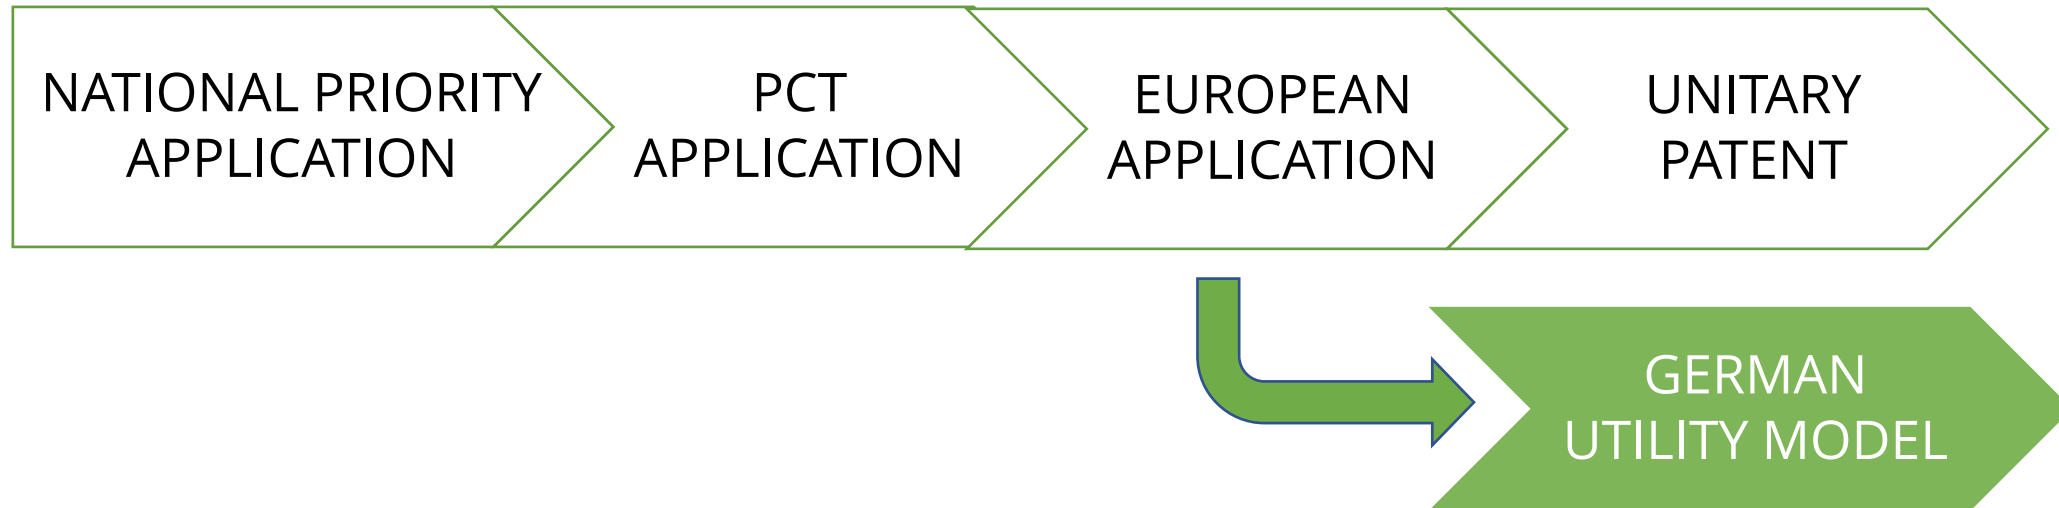 NATIONAL PRIORITY
APPLICATION
PCT
APPLICATION
EUROPEAN
APPLICATION
UNITARY
PATENT
GERMAN
UTILITY MODEL